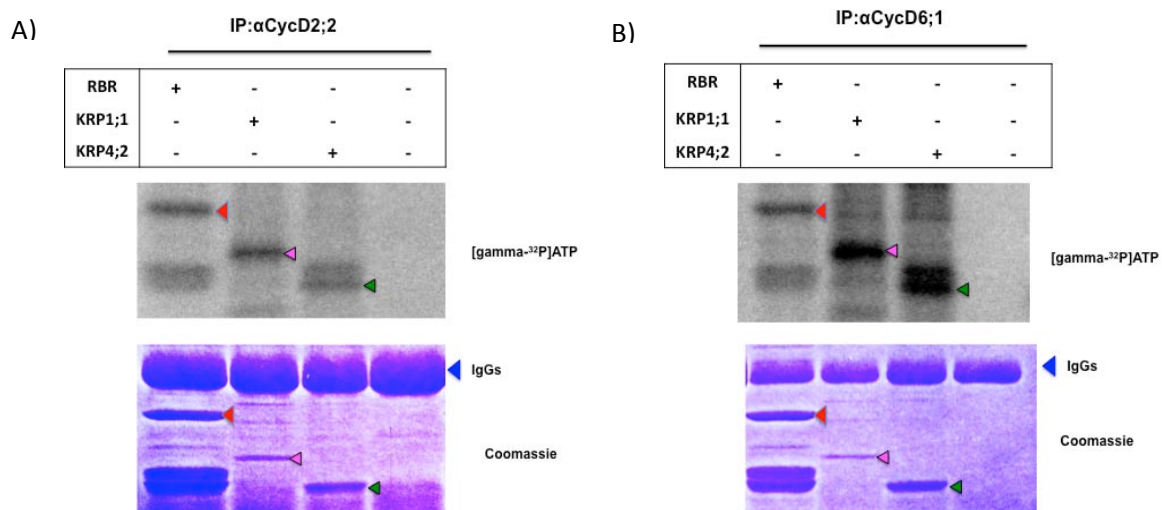 A)
IP:αCycD2;2
RBR + - - -
KRP1;1 - + - -
KRP4;2 - - + -
[gamma-³²P]ATP
IgGs
Coomassie
B)
IP:αCycD6;1
RBR + - - -
KRP1;1 - + - -
KRP4;2 - - + -
[gamma-³²P]ATP
IgGs
Coomassie